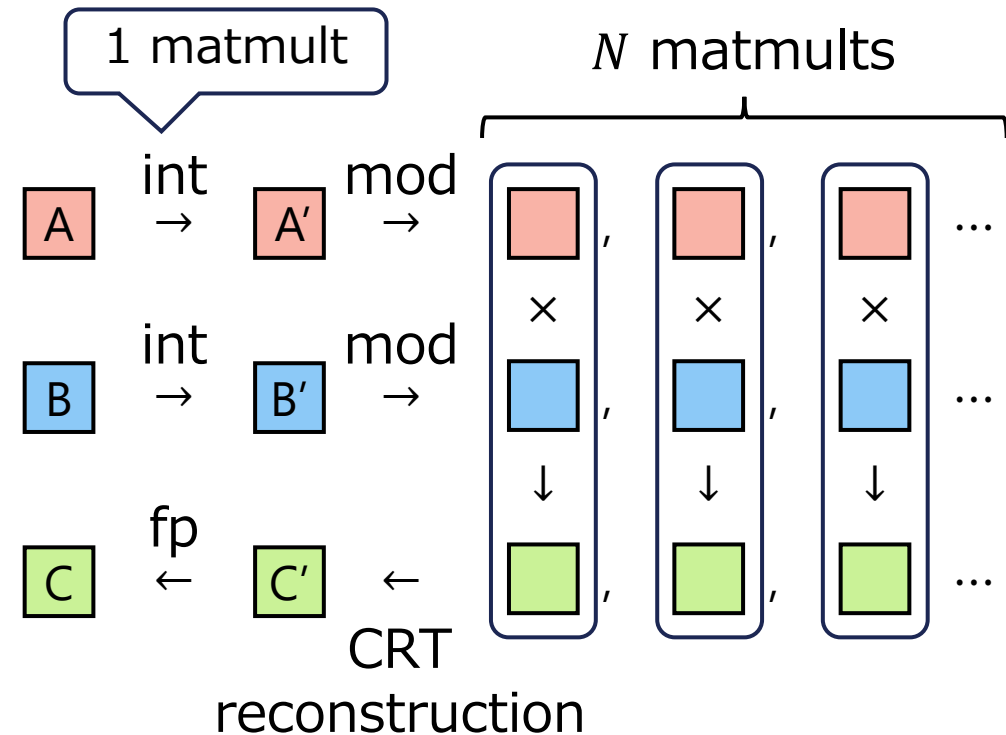 1 matmult
N matmults
int mod
A → A′ → , , ...
× × ×
int mod
B → B′ → , , ...
↓ ↓ ↓
fp
C ← C′ ← , , ...
CRT
reconstruction